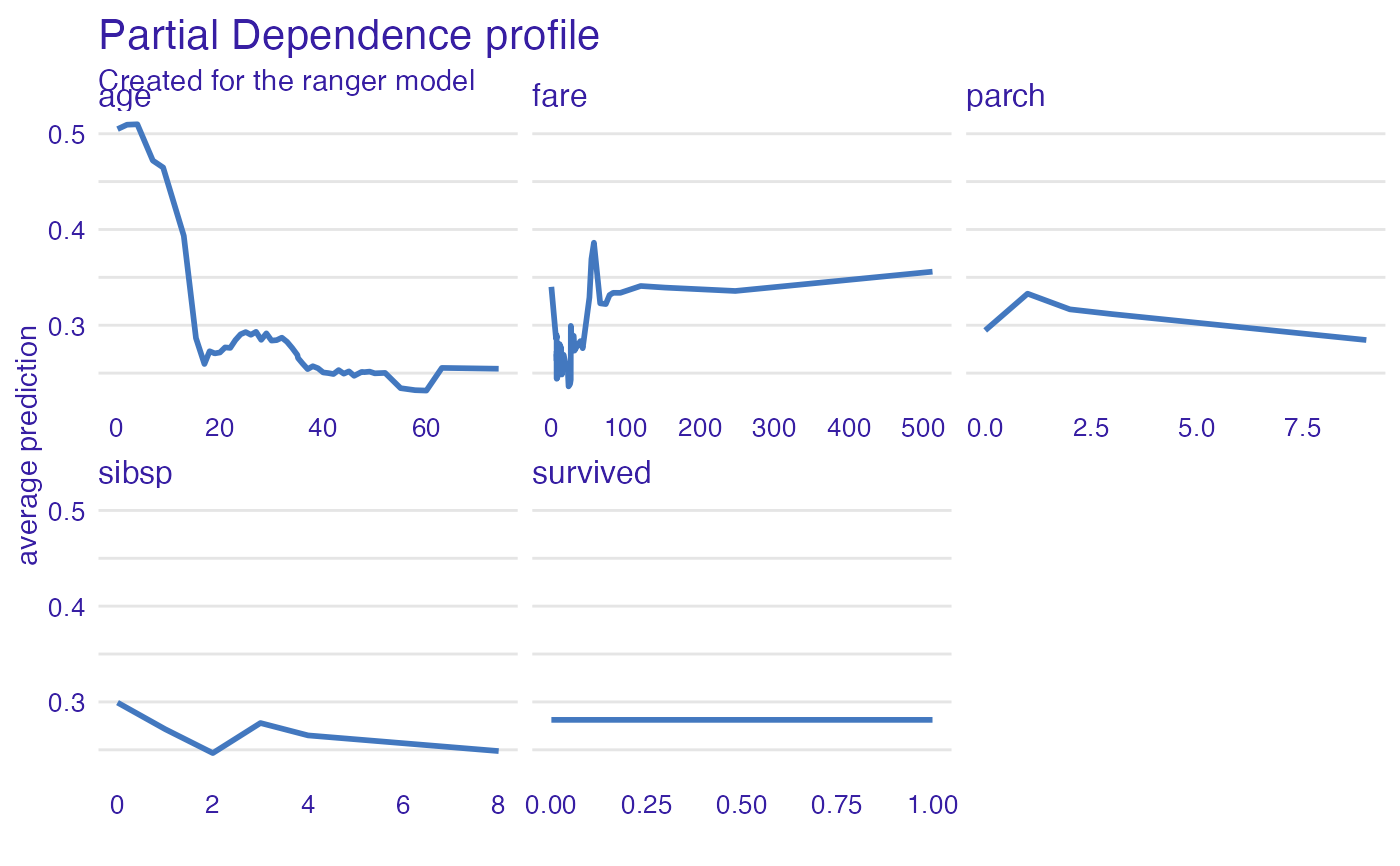 Partial Dependence profile
Created for the ranger model
age
fare
parch
average prediction
0.5
0.4
0.3
0 20 40 60
0 100 200 300 400 500
0.0 2.5 5.0 7.5
sibsp
survived
0.5
0.4
0.3
0 2 4 6 8
0.00 0.25 0.50 0.75 1.00